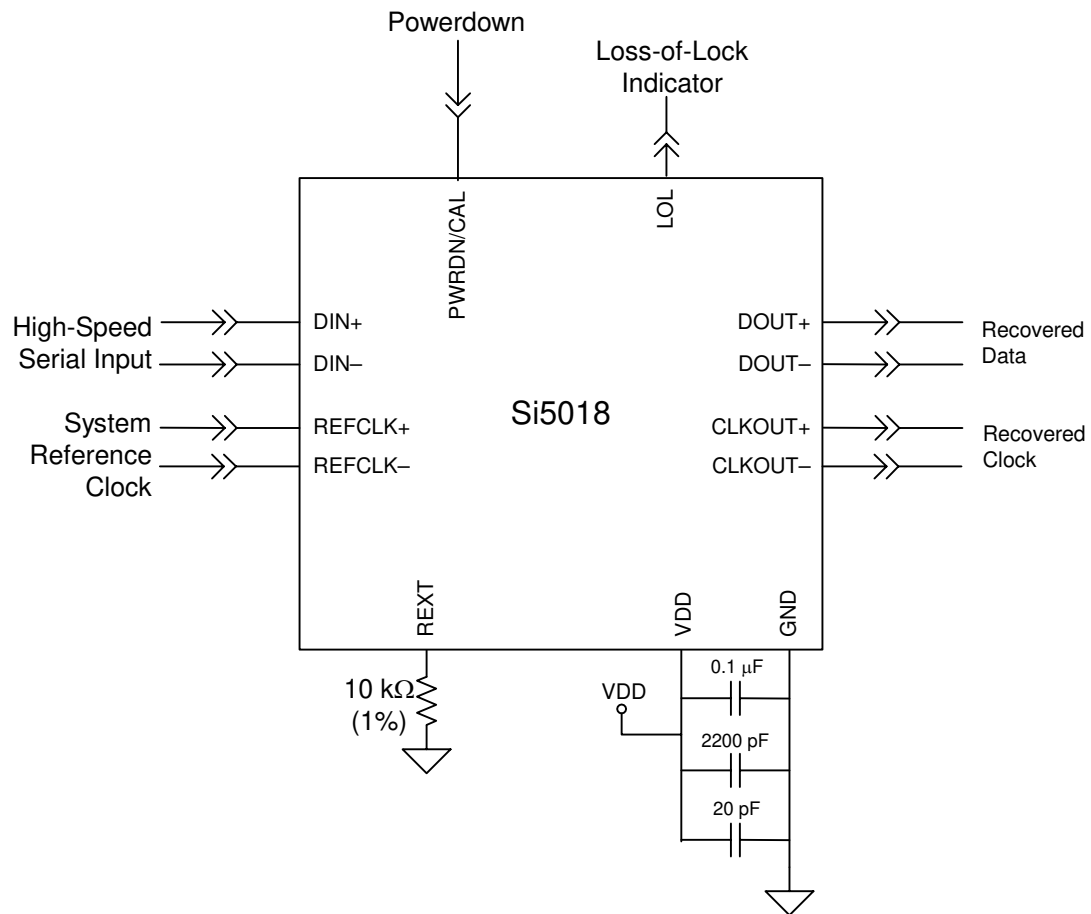 Powerdown
Loss-of-Lock
Indicator
PWRDN/CAL
LOL
High-Speed
Serial Input
System
Reference
Clock
DIN+
DIN–
REFCLK+
REFCLK–
Si5018
DOUT+
DOUT–
CLKOUT+
CLKOUT–
Recovered
Data
Recovered
Clock
REXT
VDD
GND
10 kΩ
(1%)
VDD
0.1 μF
2200 pF
20 pF